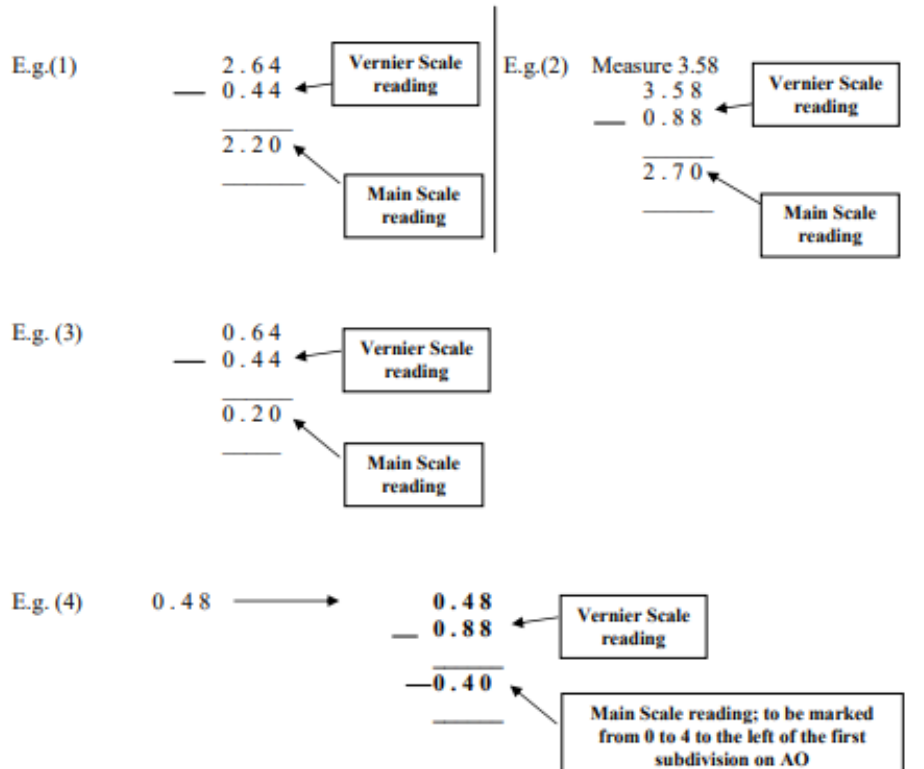 E.g.(1)
2.64
— 0.44
Vernier Scale
reading
2.20
Main Scale
reading
E.g.(2) Measure 3.58
3.58
— 0.88
Vernier Scale
reading
2.70
Main Scale
reading
E.g. (3)
0.64
— 0.44
Vernier Scale
reading
0.20
Main Scale
reading
E.g. (4) 0.48
0.48
— 0.88
Vernier Scale
reading
—0.40
Main Scale reading; to be marked
from 0 to 4 to the left of the first
subdivision on AO